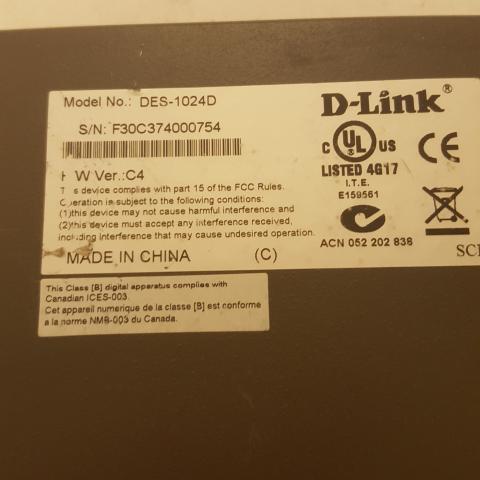 Model No.: DES-1024D
D-Link®
S/N: F30C374000754
C UL® US
CE
LISTED 4G17
I.T.E.
E159561
W Ver.:C4
This device complies with part 15 of the FCC Rules.
Operation is subject to the following conditions:
(1)this device may not cause harmful interference and
(2)this device must accept any interference received,
including interference that may cause undesired operation.
ACN 052 202 838
MADE IN CHINA (C)
This Class [B] digital apparatus complies with
Canadian ICES-003.
Cet appareil numerique de la classe [B] est conforme
a la norme NMB-003 du Canada.